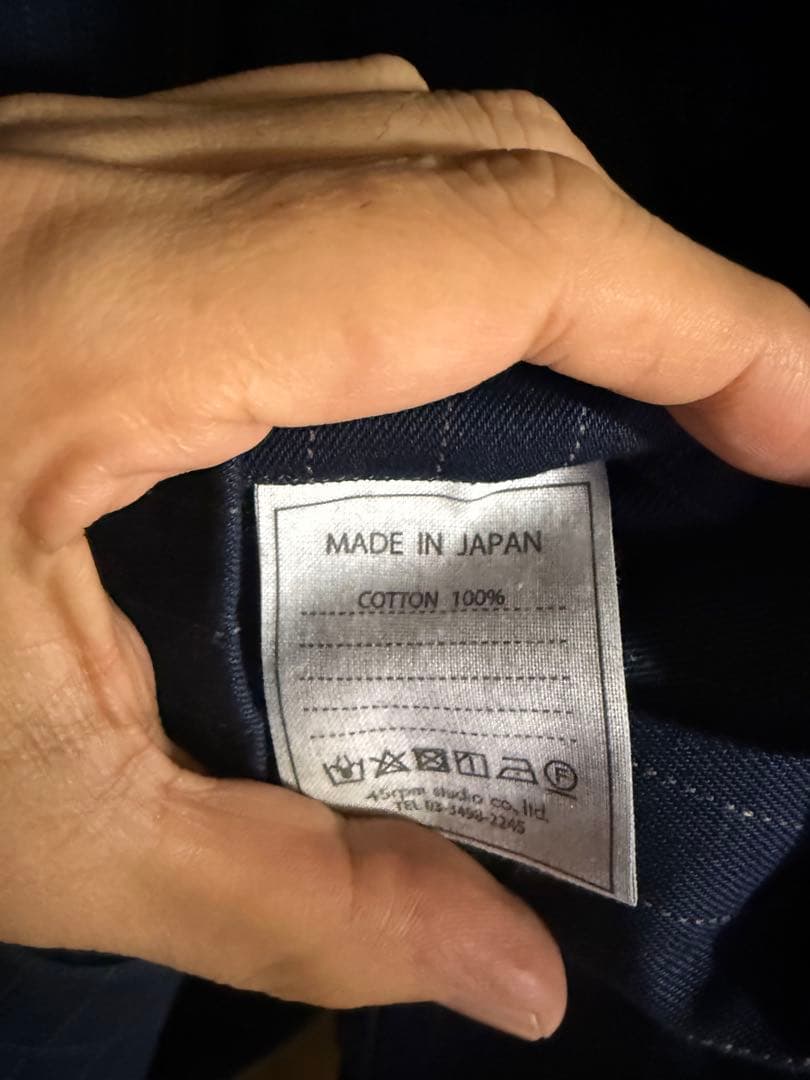 MADE IN JAPAN
COTTON 100%
F
45rpm studio co., ltd.
TEL 03-3498-2245